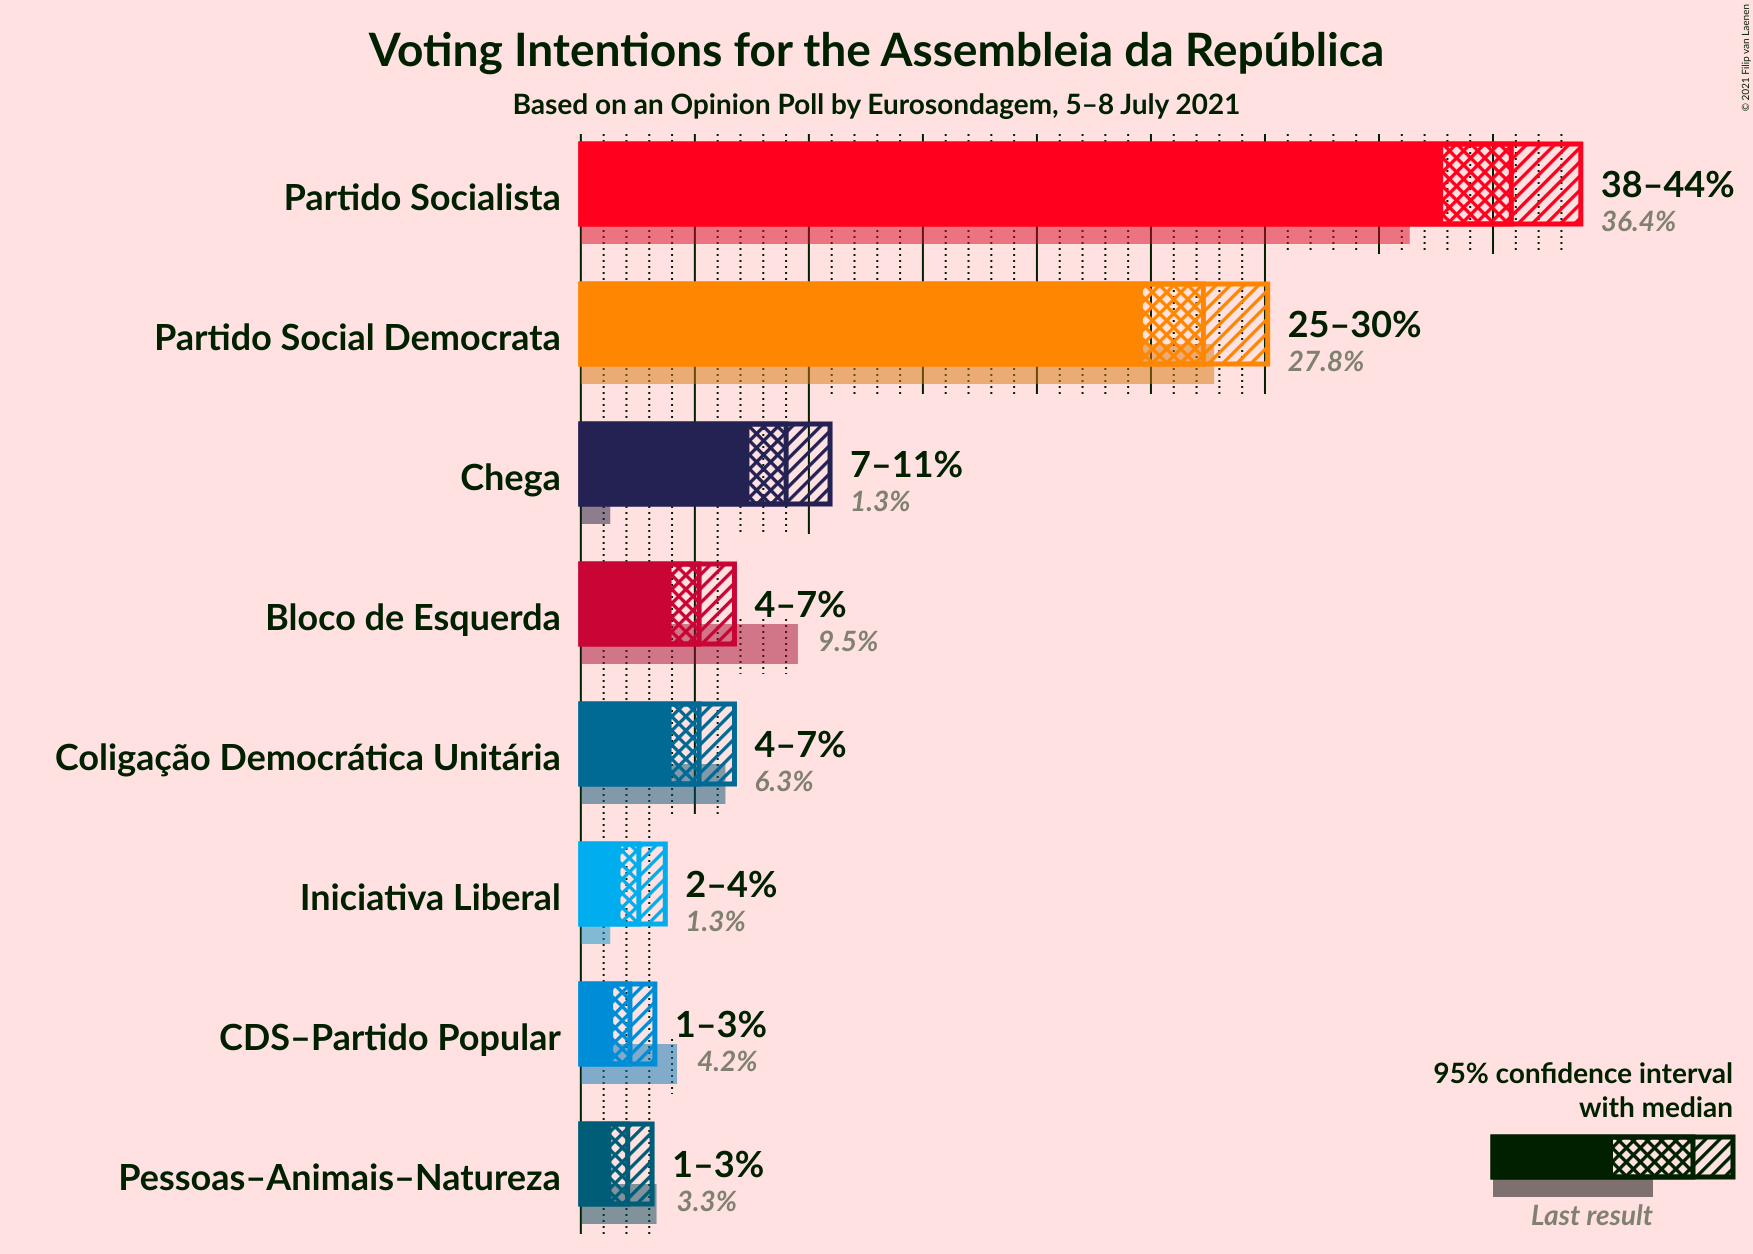 Voting Intentions for the Assembleia da República
Based on an Opinion Poll by Eurosondagem, 5–8 July 2021
© 2021 Filip van Laenen
Partido Socialista
38–44%
36.4%
Partido Social Democrata
25–30%
27.8%
Chega
7–11%
1.3%
Bloco de Esquerda
4–7%
9.5%
Coligação Democrática Unitária
4–7%
6.3%
Iniciativa Liberal
2–4%
1.3%
CDS–Partido Popular
1–3%
4.2%
Pessoas–Animais–Natureza
1–3%
3.3%
95% confidence interval
with median
Last result